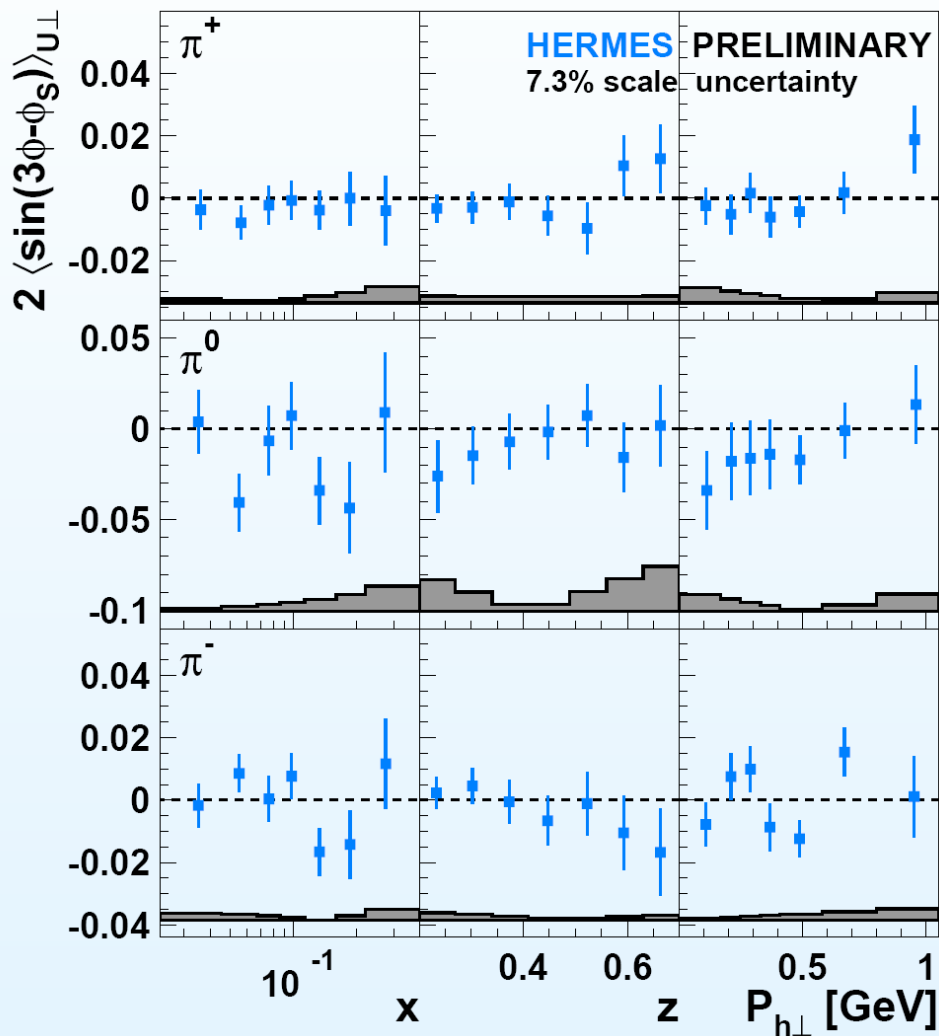 2 ⟨sin(3ϕ-ϕS)⟩U⊥
π+
HERMES PRELIMINARY
7.3% scale uncertainty
0.04
0.02
0
-0.02
π0
0.05
0
-0.05
-0.1
π-
0.04
0.02
0
-0.02
-0.04
10-1
0.4 0.6
0.5 1
x z Ph⊥ [GeV]